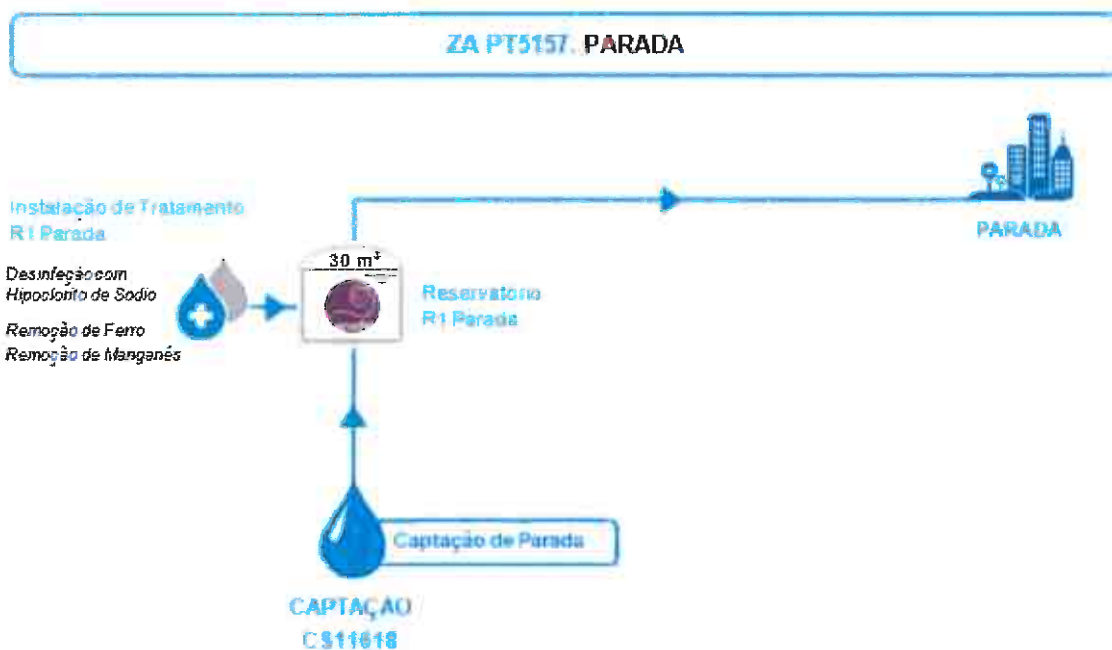 ZA PT5157. PARADA
PARADA
Instalação de Tratamento
R1 Parada
Desinfeção com
Hipoclorito de Sodio
Remoção de Ferro
Remoção de Manganés
30 m³
Reservatório
R1 Parada
Captação de Parada
CAPTAÇÃO
CS11618